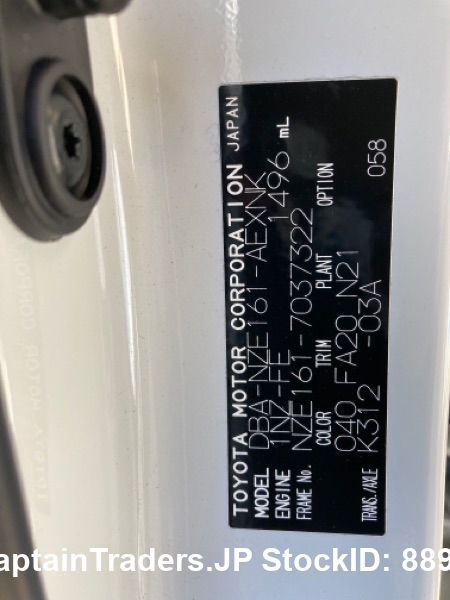 TOYOTA MOTOR CORPORATION JAPAN
MODEL DBA-NZE161-AEXNK
ENGINE 1NZ-FE 1496 mL
FRAME No. NZE161-7037322
COLOR TRIM PLANT OPTION
040 FA20 N21
TRANS./AXLE K312 -03A 058
aptainTraders.JP StockID: 889